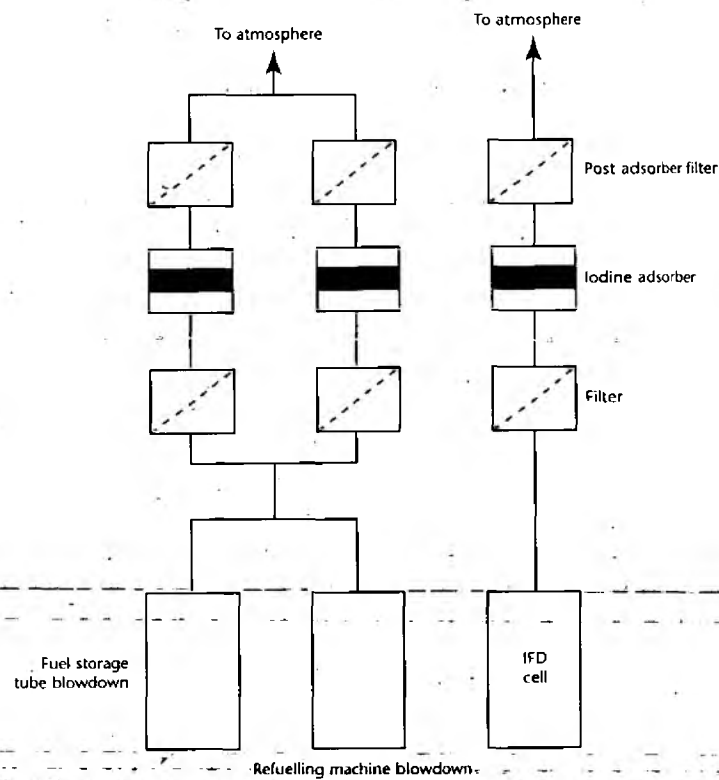 To atmosphere
To atmosphere
Post adsorber filter
Iodine adsorber
Filter
Fuel storage
tube blowdown
IFD
cell
Refuelling machine blowdown